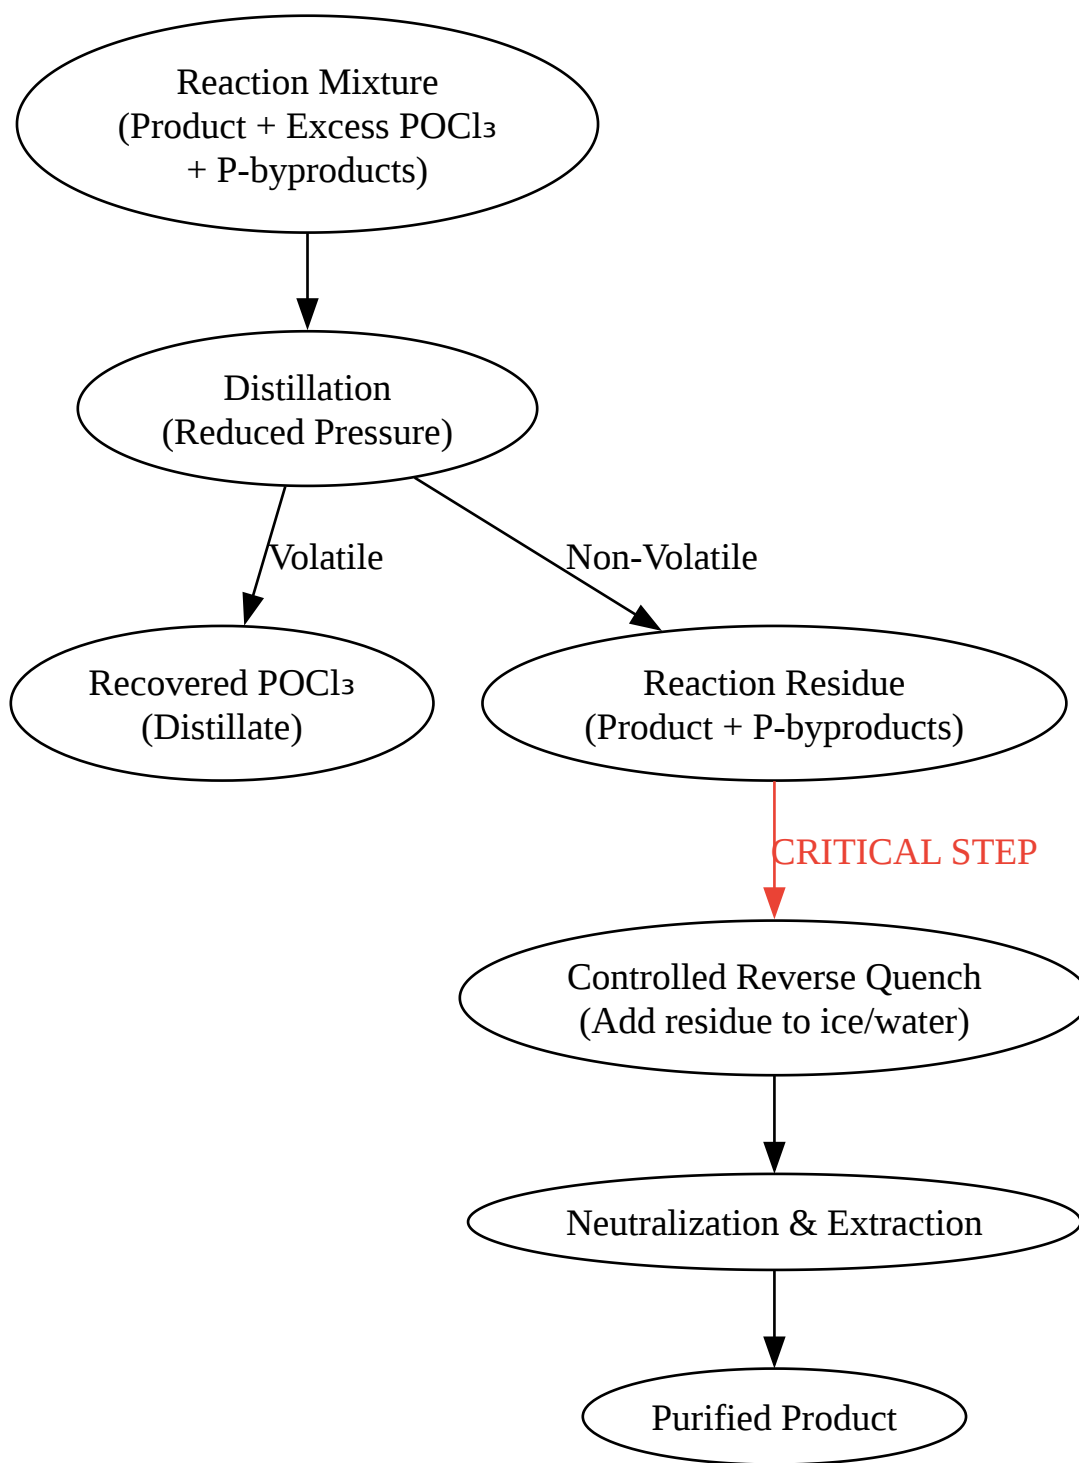 Reaction Mixture
(Product + Excess POCl₃
+ P-byproducts)
Distillation
(Reduced Pressure)
Volatile
Non-Volatile
Recovered POCl₃
(Distillate)
Reaction Residue
(Product + P-byproducts)
CRITICAL STEP
Controlled Reverse Quench
(Add residue to ice/water)
Neutralization & Extraction
Purified Product